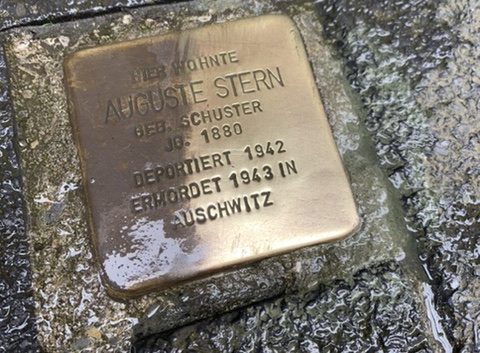 HIER WOHNTE
AUGUSTE STERN
GEB. SCHUSTER
JG. 1880
DEPORTIERT 1942
ERMORDET 1943 IN
AUSCHWITZ